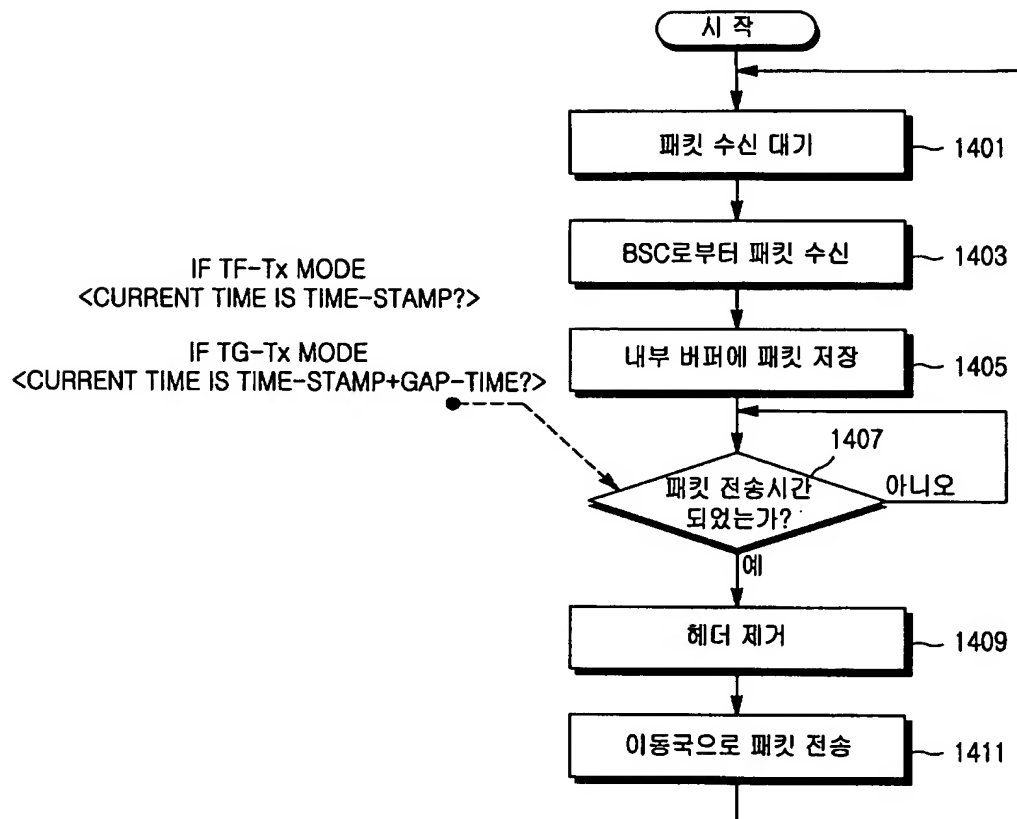 시 작
패킷 수신 대기
1401
BSC로부터 패킷 수신
1403
IF TF-Tx MODE
<CURRENT TIME IS TIME-STAMP?>
IF TG-Tx MODE
<CURRENT TIME IS TIME-STAMP+GAP-TIME?>
내부 버퍼에 패킷 저장
1405
1407
패킷 전송시간
되었는가?
아니오
예
헤더 제거
1409
이동국으로 패킷 전송
1411